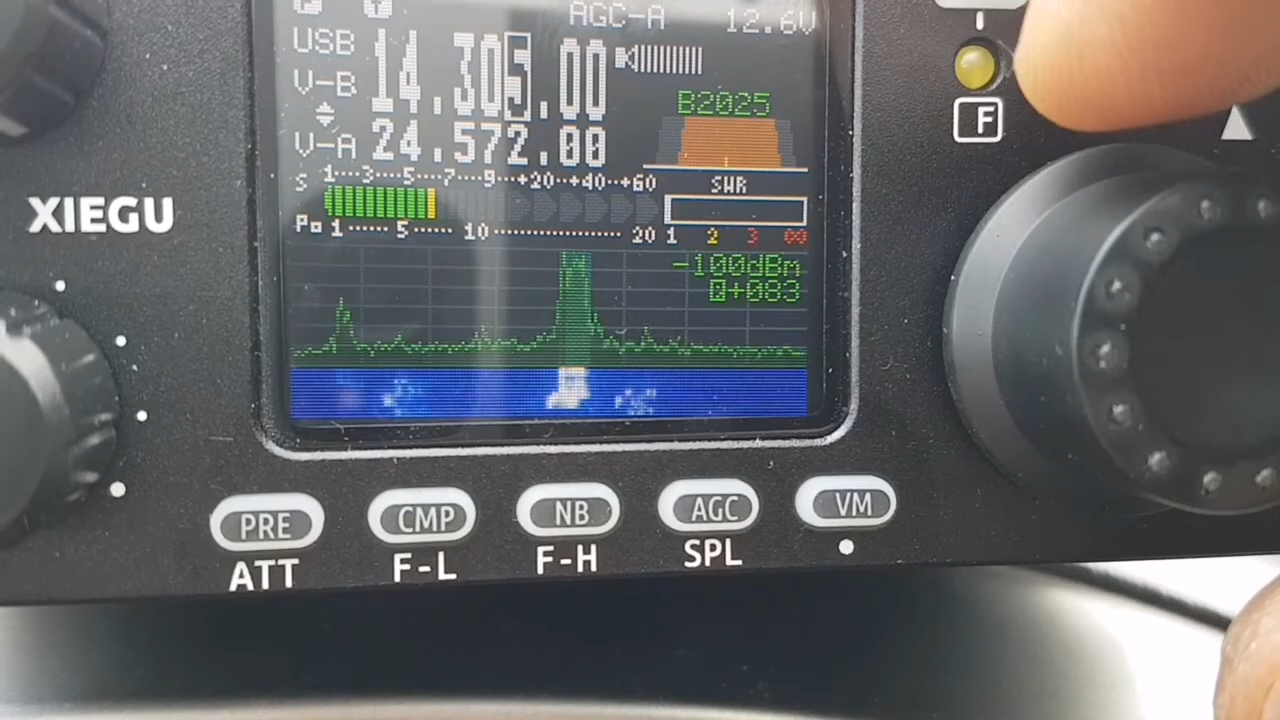 AGC-A 12.6V
USB
V-B 14.305.00
B2025
V-A 24.572.00
S 1 3 5 7 9 +20 +40 +60
SWR
Po 1 5 10 20
1 2 3 ∞
-100dBm
0+083
F
XIEGU
PRE CMP NB AGC VM
ATT F-L F-H SPL